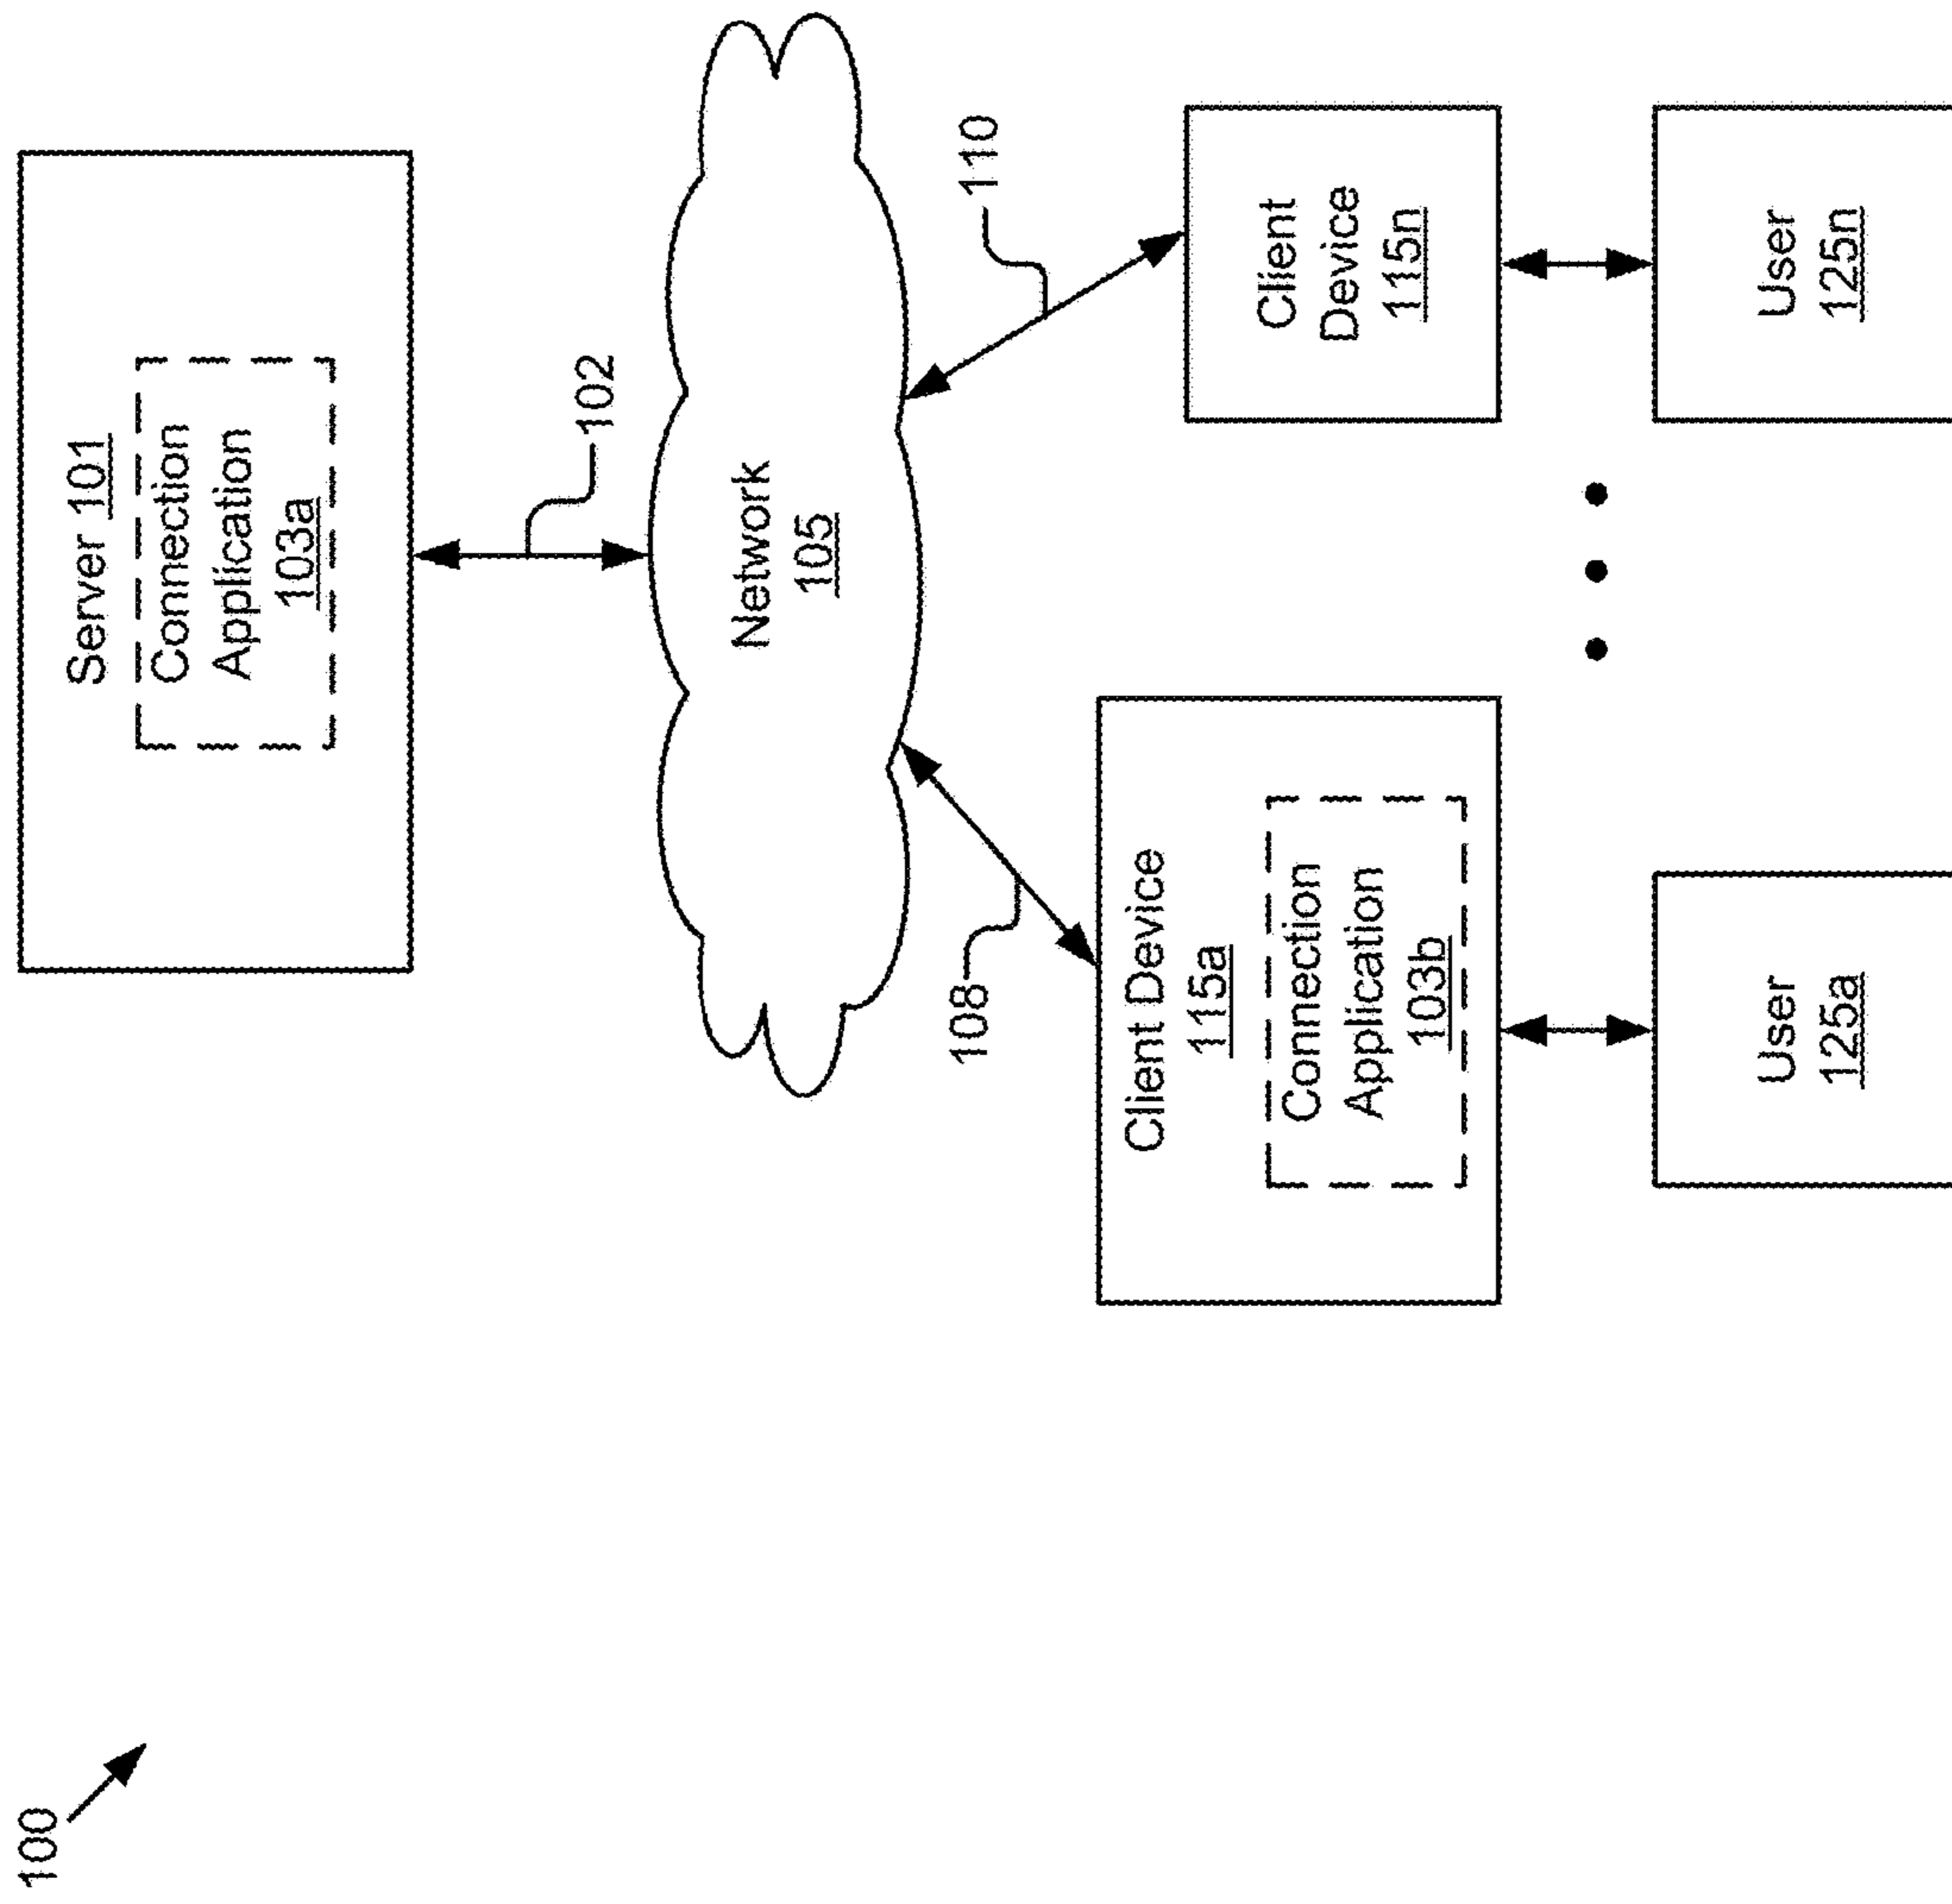 100
Server 101
Connection
Application
103a
102
Network
105
108
110
Client Device
115a
Connection
Application
103b
Client
Device
115n
User
125a
User
125n